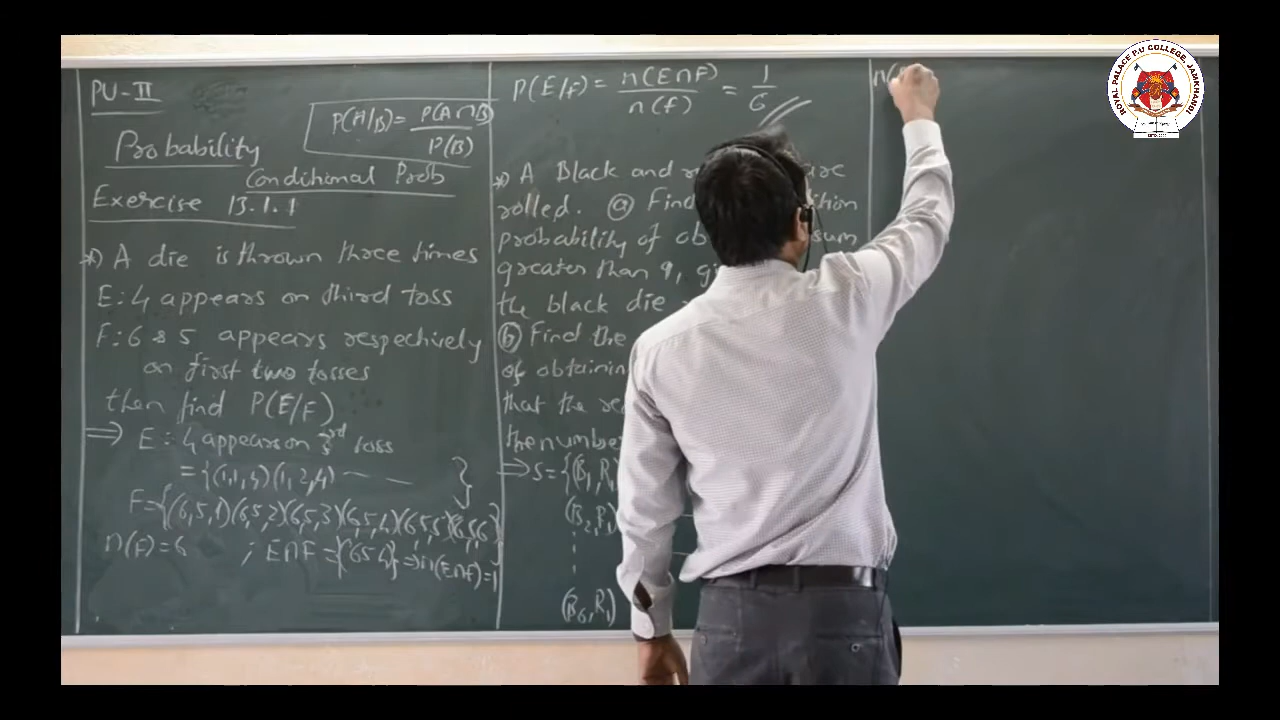 PU-II
P(A/B)= P(A∩B)
P(B)
Probability
Conditional Prob
Exercise 13.1.1
*) A die is thrown three times
E: 4 appears on third toss
F: 6 & 5 appears respectively
on first two tosses
then find P(E/F)
⇒ E: 4 appears on 3rd toss
= {(1,1,4)(1,2,4) — — }
F={(6,5,1)(6,5,2)(6,5,3)(6,5,4)(6,5,5)(6,5,6)}
n(F)=6 ; E∩F={(6 5 4)}⇒n(E∩F)=1
P(E/f)= n(E∩F) = 1
n(f) 6
*) A Black and are
rolled. (a) Find
probability of sum
greater than 9,
the black die
(b) Find the
of
that the
the number
⇒ S={(B1,R1)
(B2,R1)
(B6,R1)
n(
ROYAL PALACE P.U COLLEGE, JAMKHANDI